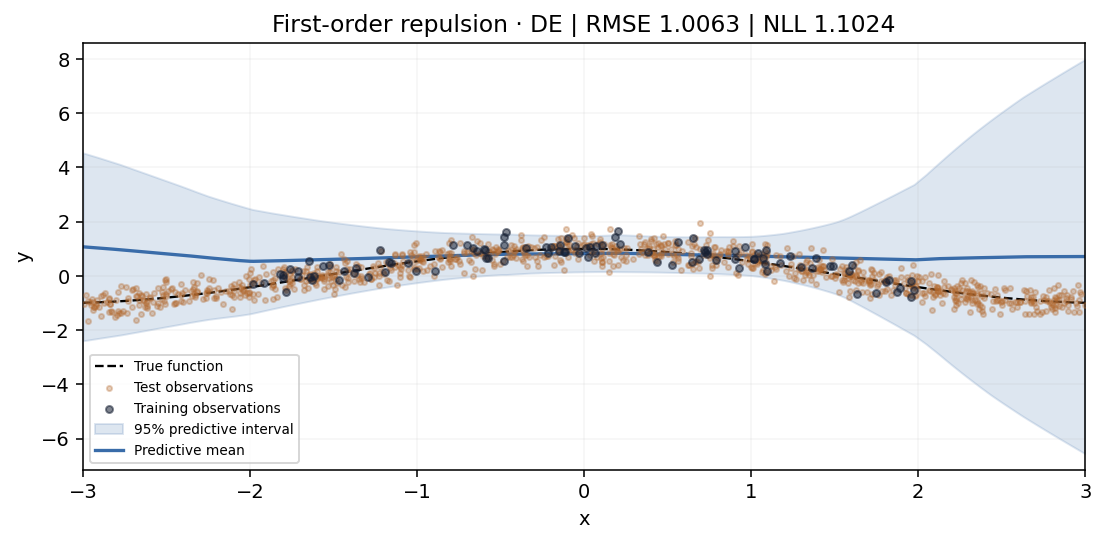 First-order repulsion · DE | RMSE 1.0063 | NLL 1.1024
8
6
4
2
0
−2
−4
−6
y
True function
Test observations
Training observations
95% predictive interval
Predictive mean
−3
−2
−1
0
1
2
3
x